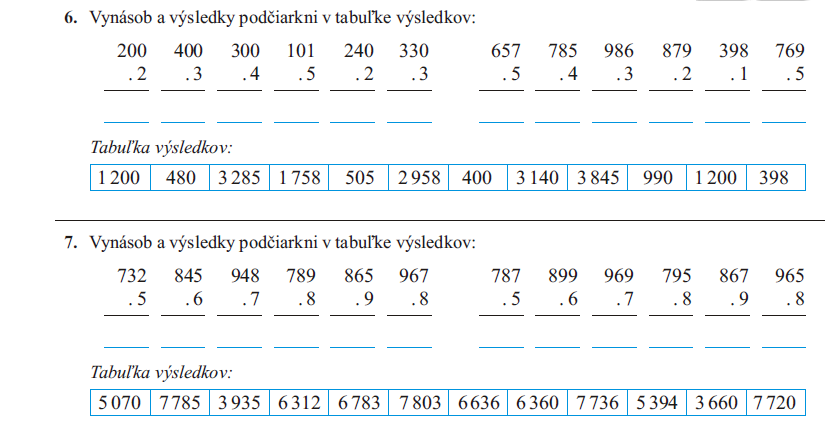 6. Vynásob a výsledky podčiarkni v tabuľke výsledkov:
200 400 300 101 240 330 657 785 986 879 398 769
. 2 . 3 . 4 . 5 . 2 . 3 . 5 . 4 . 3 . 2 . 1 . 5
Tabuľka výsledkov:
1 200 480 3 285 1 758 505 2 958 400 3 140 3 845 990 1 200 398
7. Vynásob a výsledky podčiarkni v tabuľke výsledkov:
732 845 948 789 865 967 787 899 969 795 867 965
. 5 . 6 . 7 . 8 . 9 . 8 . 5 . 6 . 7 . 8 . 9 . 8
Tabuľka výsledkov:
5 070 7 785 3 935 6 312 6 783 7 803 6 636 6 360 7 736 5 394 3 660 7 720